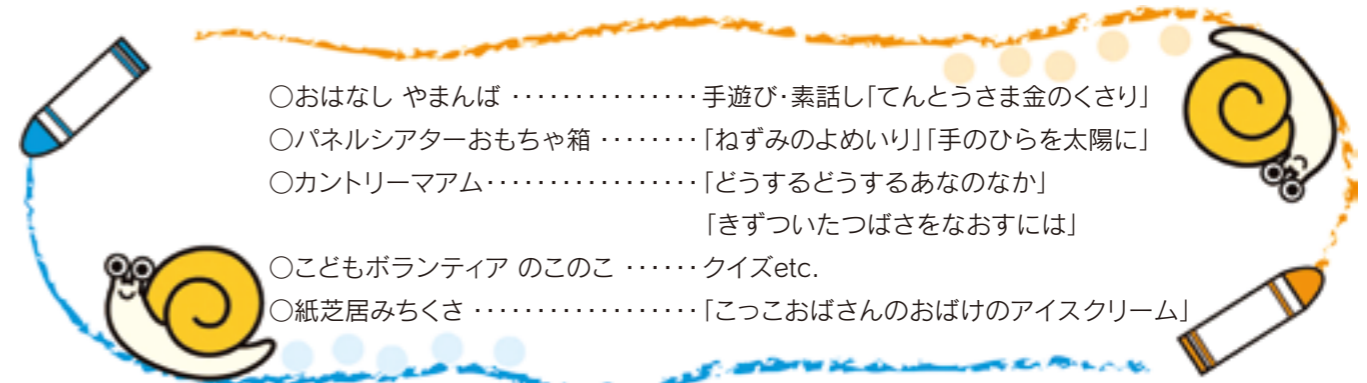 ○おはなし やまんば ・・・・・・・・・・・・・・・手遊び・素話し「てんとうさま金のくさり」
○パネルシアターおもちゃ箱 ・・・・・・・・「ねずみのよめいり」「手のひらを太陽に」
○カントリーマアム・・・・・・・・・・・・・・・・・「どうするどうするあなのなか」
「きずついたつばさをなおすには」
○こどもボランティア のこのこ ・・・・・・クイズetc.
○紙芝居みちくさ ・・・・・・・・・・・・・・・・・・「こっこおばさんのおばけのアイスクリーム」